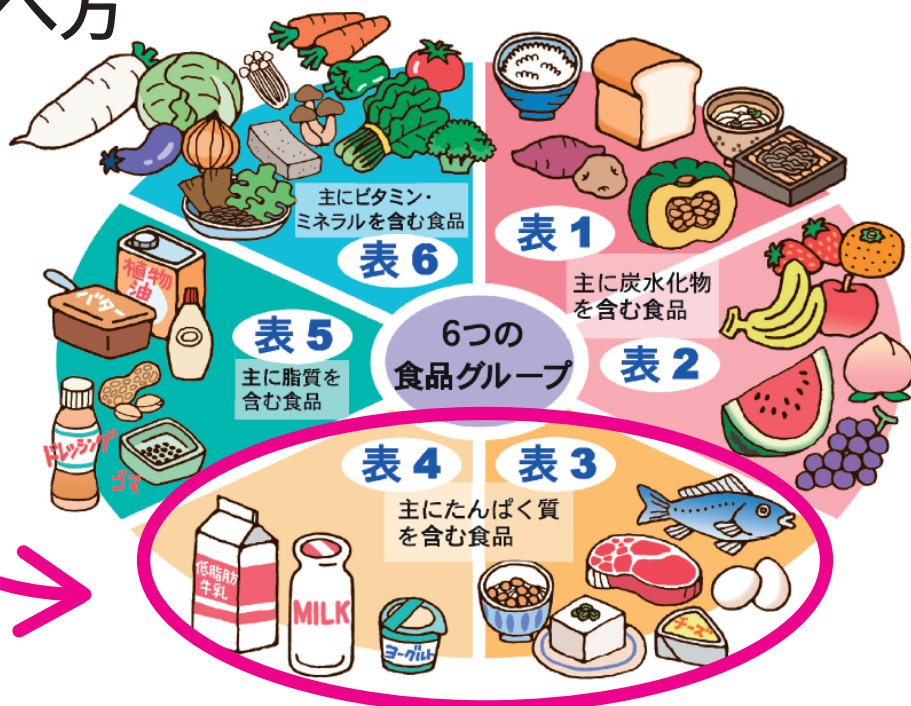 べ方
主にビタミン・
ミネラルを含む食品
表6
表1
主に炭水化物
を含む食品
表2
植物
油
バター
表5
主に脂質を
含む食品
ドレッシング
ゴマ
6つの
食品グループ
表4
表3
主にたんぱく質
を含む食品
低脂肪
牛乳
MILK
ヨーグルト
チーズ